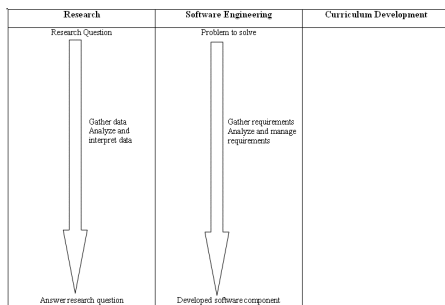 Research
Software Engineering
Curriculum Development
Research Question
Problem to solve
Gather data
Analyze and
interpret data
Gather requirements
Analyze and manage
requirements
Answer research question
Developed software component